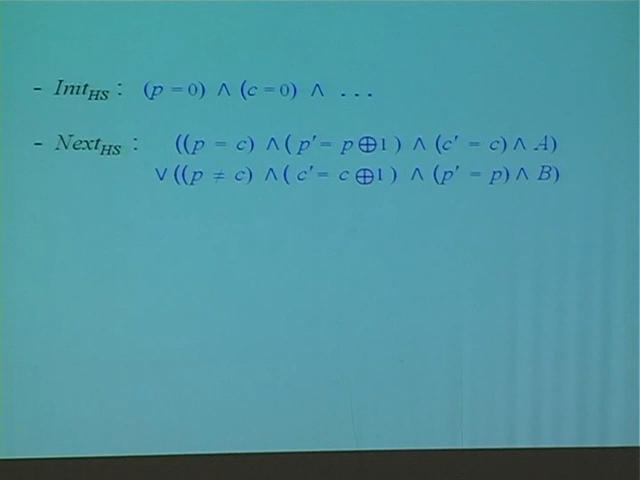 - Init_HS : (p = 0) ∧ (c = 0) ∧ ...
- Next_HS : ((p = c) ∧ (p' = p ⊕ 1) ∧ (c' = c) ∧ A)
∨ ((p ≠ c) ∧ (c' = c ⊕ 1) ∧ (p' = p) ∧ B)